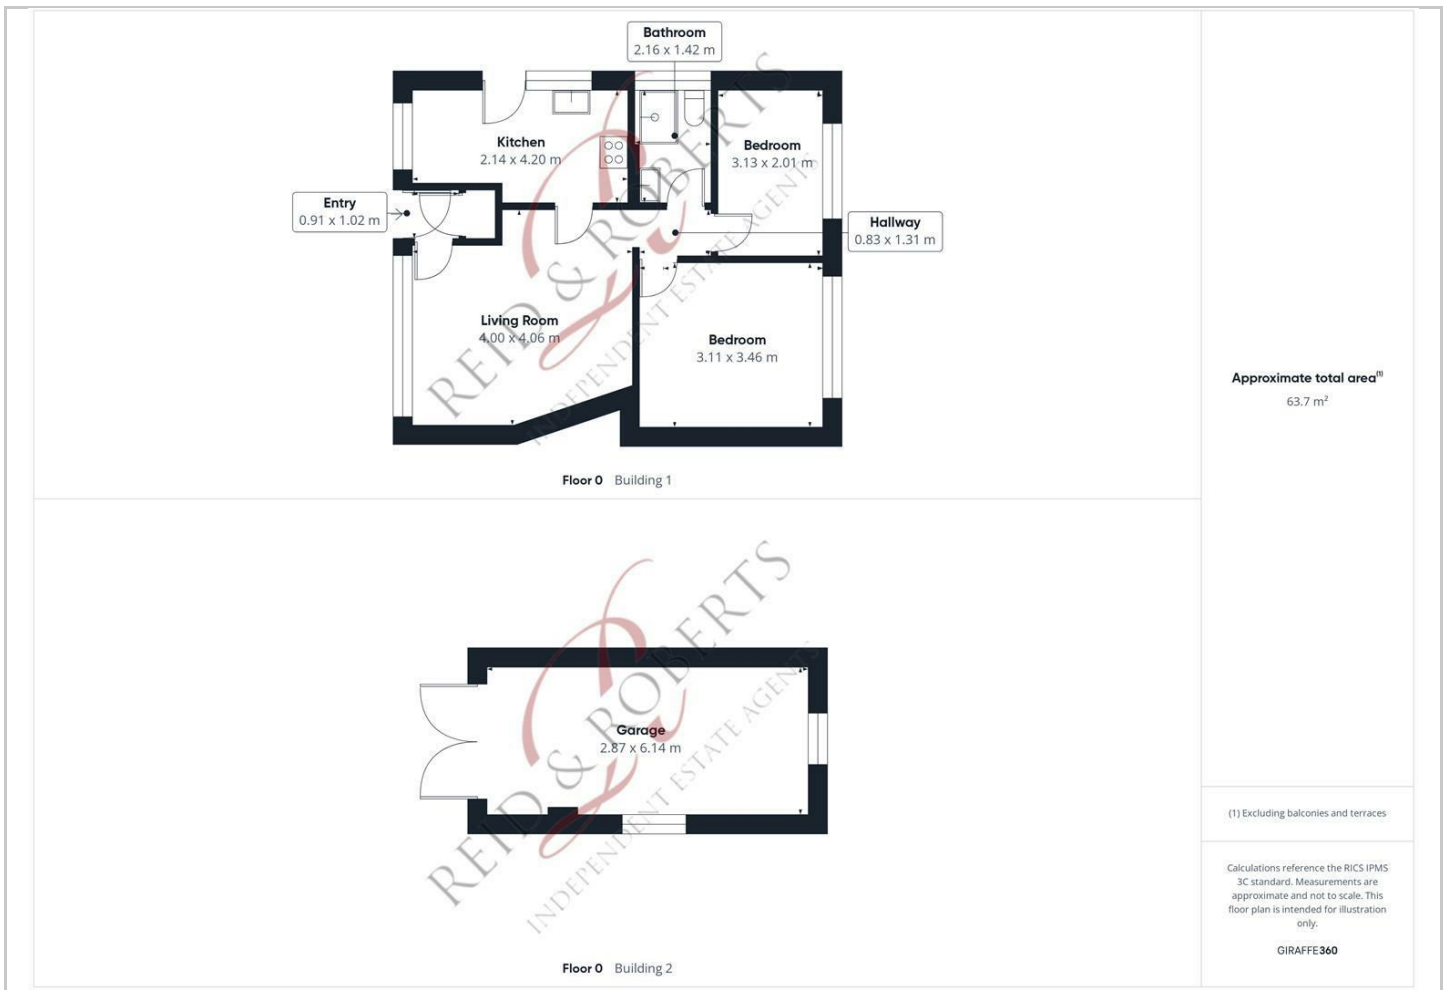 Bathroom
2.16 x 1.42 m
Kitchen
2.14 x 4.20 m
Bedroom
3.13 x 2.01 m
Entry
0.91 x 1.02 m
Hallway
0.83 x 1.31 m
Living Room
4.00 x 4.06 m
Bedroom
3.11 x 3.46 m
REID & ROBERTS
INDEPENDENT ESTATE AGENTS
Floor 0 Building 1
Garage
2.87 x 6.14 m
REID & ROBERTS
INDEPENDENT ESTATE AGENTS
Floor 0 Building 2
Approximate total area(1)
63.7 m²
(1) Excluding balconies and terraces
Calculations reference the RICS IPMS
3C standard. Measurements are
approximate and not to scale. This
floor plan is intended for illustration
only.
GIRAFFE360